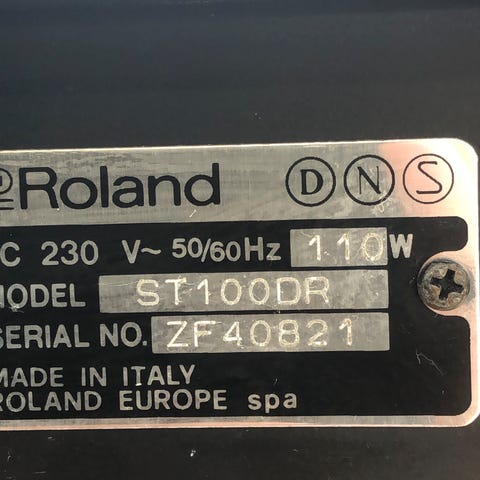 Roland D N S
C 230 V~ 50/60Hz 110W
MODEL ST100DR
SERIAL NO. ZF40821
MADE IN ITALY
ROLAND EUROPE spa